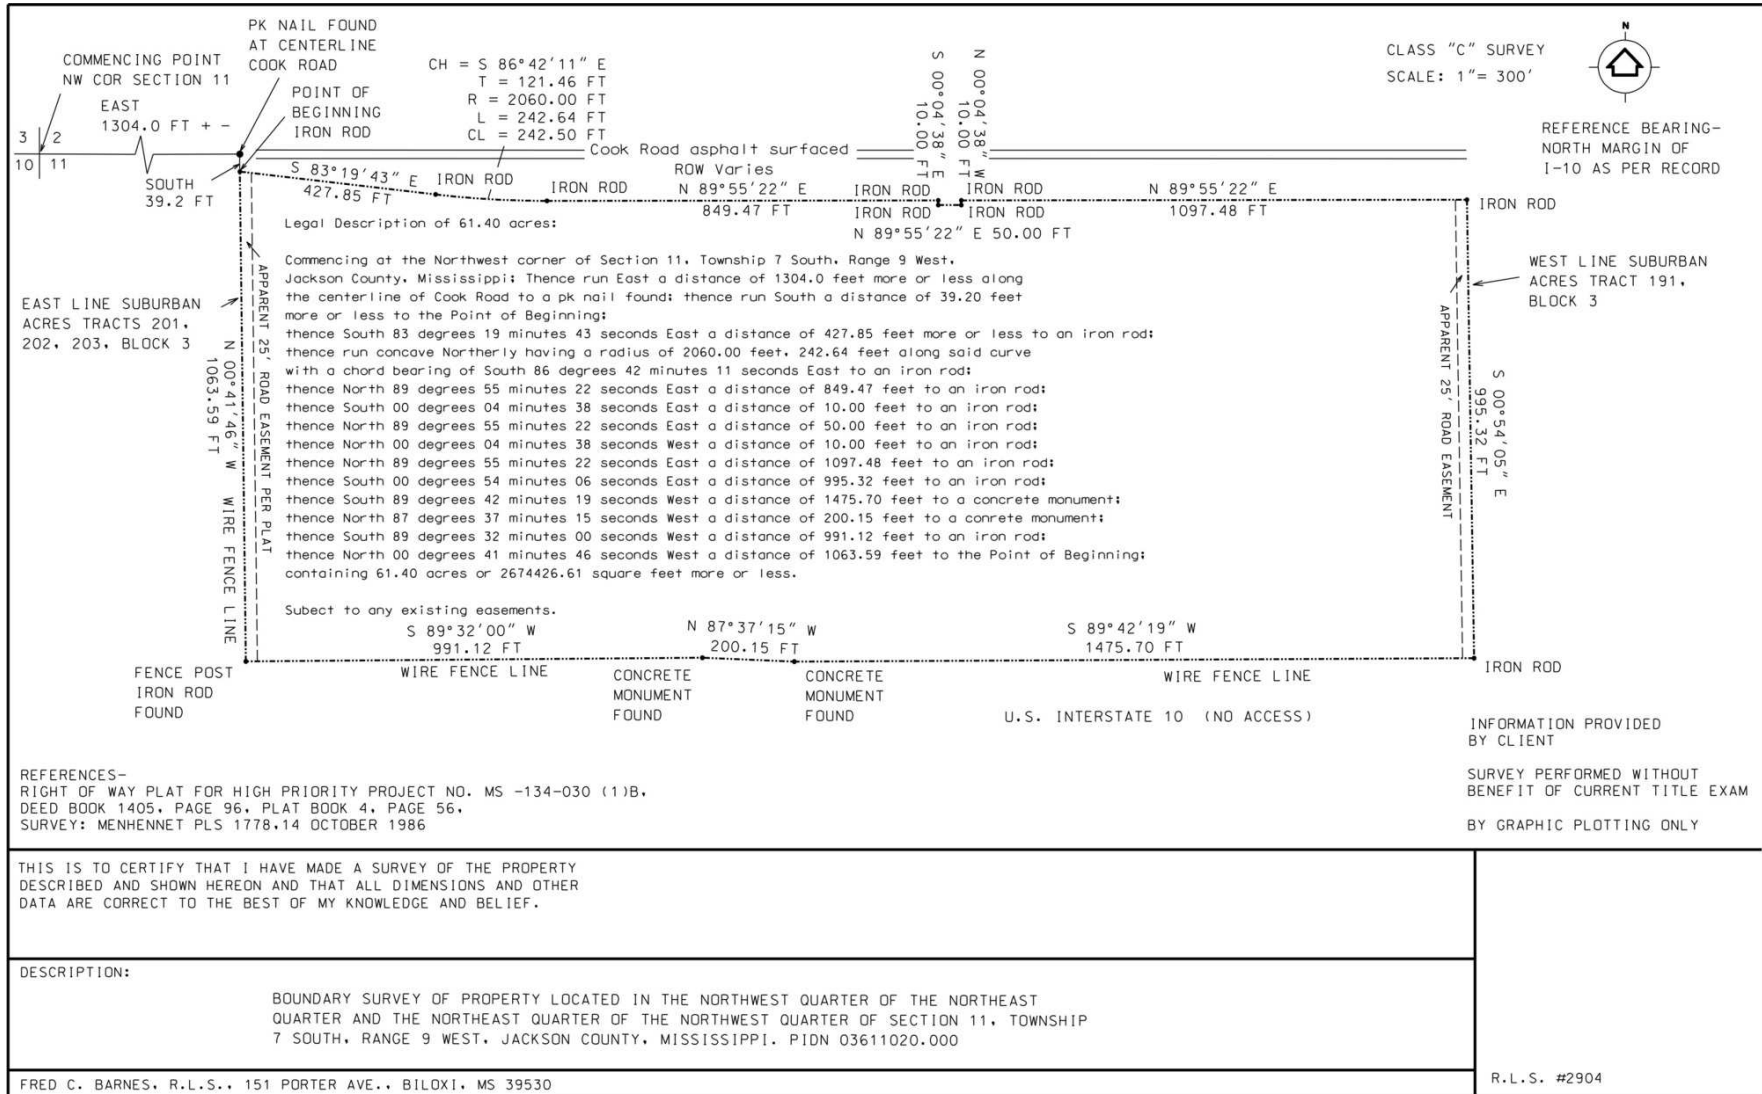 PK NAIL FOUND
AT CENTERLINE
COOK ROAD
COMMENCING POINT
NW COR SECTION 11
EAST
1304.0 FT + -
POINT OF
BEGINNING
IRON ROD
CH = S 86°42'11" E
T = 121.46 FT
R = 2060.00 FT
L = 242.64 FT
CL = 242.50 FT
S 00°04'38" E
10.00 FT
N 00°04'38" W
10.00 FT
CLASS "C" SURVEY
SCALE: 1"= 300'
N
REFERENCE BEARING-
NORTH MARGIN OF
I-10 AS PER RECORD
3 2
10 11
SOUTH
39.2 FT
Cook Road asphalt surfaced
ROW Varies
S 83°19'43" E
427.85 FT
IRON ROD
IRON ROD
N 89°55'22" E
849.47 FT
IRON ROD
IRON ROD
IRON ROD
IRON ROD
N 89°55'22" E 50.00 FT
N 89°55'22" E
1097.48 FT
IRON ROD
Legal Description of 61.40 acres:
Commencing at the Northwest corner of Section 11, Township 7 South, Range 9 West,
Jackson County, Mississippi; Thence run East a distance of 1304.0 feet more or less along
the centerline of Cook Road to a pk nail found; thence run South a distance of 39.20 feet
more or less to the Point of Beginning;
thence South 83 degrees 19 minutes 43 seconds East a distance of 427.85 feet more or less to an iron rod;
thence run concave Northerly having a radius of 2060.00 feet, 242.64 feet along said curve
with a chord bearing of South 86 degrees 42 minutes 11 seconds East to an iron rod;
thence North 89 degrees 55 minutes 22 seconds East a distance of 849.47 feet to an iron rod;
thence South 00 degrees 04 minutes 38 seconds East a distance of 10.00 feet to an iron rod;
thence North 89 degrees 55 minutes 22 seconds East a distance of 50.00 feet to an iron rod;
thence North 00 degrees 04 minutes 38 seconds West a distance of 10.00 feet to an iron rod;
thence North 89 degrees 55 minutes 22 seconds East a distance of 1097.48 feet to an iron rod;
thence South 00 degrees 54 minutes 06 seconds East a distance of 995.32 feet to an iron rod;
thence South 89 degrees 42 minutes 19 seconds West a distance of 1475.70 feet to a concrete monument;
thence North 87 degrees 37 minutes 15 seconds West a distance of 200.15 feet to a conrete monument;
thence South 89 degrees 32 minutes 00 seconds West a distance of 991.12 feet to an iron rod;
thence North 00 degrees 41 minutes 46 seconds West a distance of 1063.59 feet to the Point of Beginning;
containing 61.40 acres or 2674426.61 square feet more or less.
Subect to any existing easements.
EAST LINE SUBURBAN
ACRES TRACTS 201,
202, 203, BLOCK 3
N 00°41'46" W WIRE FENCE LINE
1063.59 FT
APPARENT 25' ROAD EASEMENT PER PLAT
APPARENT 25' ROAD EASEMENT
WEST LINE SUBURBAN
ACRES TRACT 191,
BLOCK 3
S 00°54'05" E
995.32 FT
S 89°32'00" W
991.12 FT
WIRE FENCE LINE
N 87°37'15" W
200.15 FT
S 89°42'19" W
1475.70 FT
WIRE FENCE LINE
IRON ROD
FENCE POST
IRON ROD
FOUND
CONCRETE
MONUMENT
FOUND
CONCRETE
MONUMENT
FOUND
U.S. INTERSTATE 10 (NO ACCESS)
INFORMATION PROVIDED
BY CLIENT
SURVEY PERFORMED WITHOUT
BENEFIT OF CURRENT TITLE EXAM
BY GRAPHIC PLOTTING ONLY
REFERENCES-
RIGHT OF WAY PLAT FOR HIGH PRIORITY PROJECT NO. MS -134-030 (1)B,
DEED BOOK 1405, PAGE 96, PLAT BOOK 4, PAGE 56,
SURVEY: MENHENNET PLS 1778,14 OCTOBER 1986
THIS IS TO CERTIFY THAT I HAVE MADE A SURVEY OF THE PROPERTY
DESCRIBED AND SHOWN HEREON AND THAT ALL DIMENSIONS AND OTHER
DATA ARE CORRECT TO THE BEST OF MY KNOWLEDGE AND BELIEF.
DESCRIPTION:
BOUNDARY SURVEY OF PROPERTY LOCATED IN THE NORTHWEST QUARTER OF THE NORTHEAST
QUARTER AND THE NORTHEAST QUARTER OF THE NORTHWEST QUARTER OF SECTION 11, TOWNSHIP
7 SOUTH, RANGE 9 WEST, JACKSON COUNTY, MISSISSIPPI. PIDN 03611020.000
FRED C. BARNES, R.L.S., 151 PORTER AVE., BILOXI, MS 39530
R.L.S. #2904